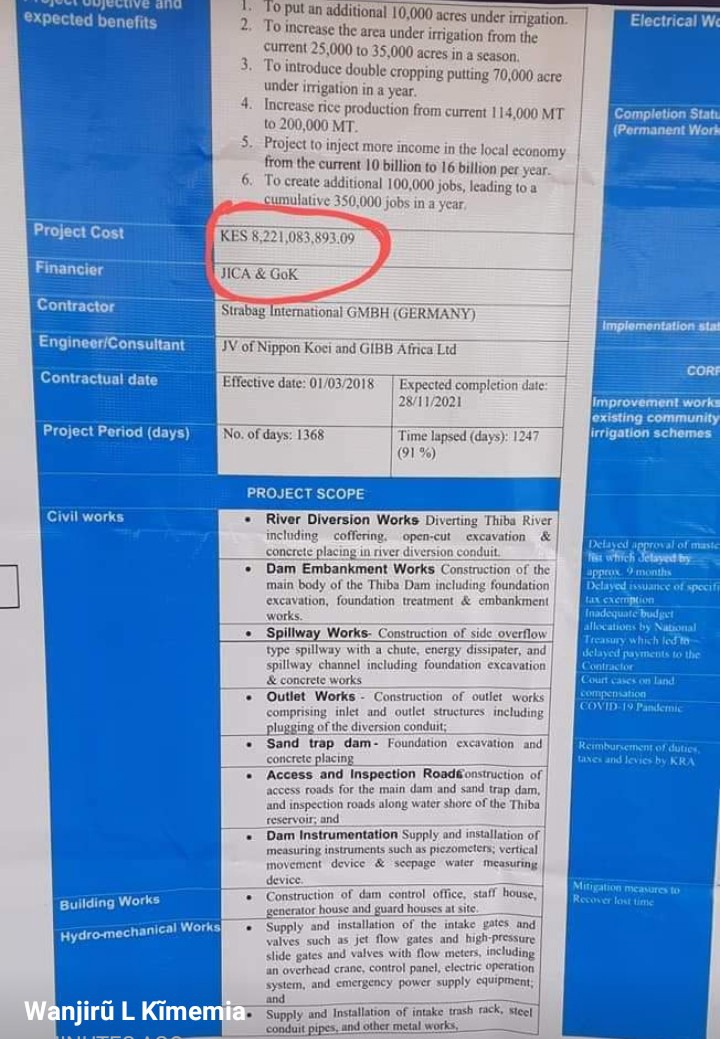 Project Objective and
expected benefits
1. To put an additional 10,000 acres under irrigation.
2. To increase the area under irrigation from the
current 25,000 to 35,000 acres in a season.
3. To introduce double cropping putting 70,000 acre
under irrigation in a year.
4. Increase rice production from current 114,000 MT
to 200,000 MT.
5. Project to inject more income in the local economy
from the current 10 billion to 16 billion per year.
6. To create additional 100,000 jobs, leading to a
cumulative 350,000 jobs in a year.
Project Cost
KES 8,221,083,893.09
Financier
JICA & GoK
Contractor
Strabag International GMBH (GERMANY)
Engineer/Consultant
JV of Nippon Koei and GIBB Africa Ltd
Contractual date
Effective date: 01/03/2018
Expected completion date:
28/11/2021
Project Period (days)
No. of days: 1368
Time lapsed (days): 1247
(91 %)
PROJECT SCOPE
Civil works
• River Diversion Works Diverting Thiba River
including coffering, open-cut excavation &
concrete placing in river diversion conduit.
• Dam Embankment Works Construction of the
main body of the Thiba Dam including foundation
excavation, foundation treatment & embankment
works.
• Spillway Works- Construction of side overflow
type spillway with a chute, energy dissipater, and
spillway channel including foundation excavation
& concrete works
• Outlet Works - Construction of outlet works
comprising inlet and outlet structures including
plugging of the diversion conduit;
• Sand trap dam - Foundation excavation and
concrete placing
• Access and Inspection Roads Construction of
access roads for the main dam and sand trap dam,
and inspection roads along water shore of the Thiba
reservoir; and
• Dam Instrumentation Supply and installation of
measuring instruments such as piezometers; vertical
movement device & seepage water measuring
device.
Building Works
• Construction of dam control office, staff house,
generator house and guard houses at site.
Hydro-mechanical Works
• Supply and installation of the intake gates and
valves such as jet flow gates and high-pressure
slide gates and valves with flow meters, including
an overhead crane, control panel, electric operation
system, and emergency power supply equipment;
and
• Supply and Installation of intake trash rack, steel
conduit pipes, and other metal works,
Electrical Wo
Completion Statu
(Permanent Work
Implementation stat
CORR
Improvement works
existing community
irrigation schemes
Delayed approval of maste
list which delayed by
approx. 9 months
Delayed issuance of specifi
tax exemption
Inadequate budget
allocations by National
Treasury which led to
delayed payments to the
Contractor
Court cases on land
compensation
COVID-19 Pandemic
Reimbursement of duties,
taxes and levies by KRA
Mitigation measures to
Recover lost time
Wanjirũ L Kĩmemia
MINUTES AGO